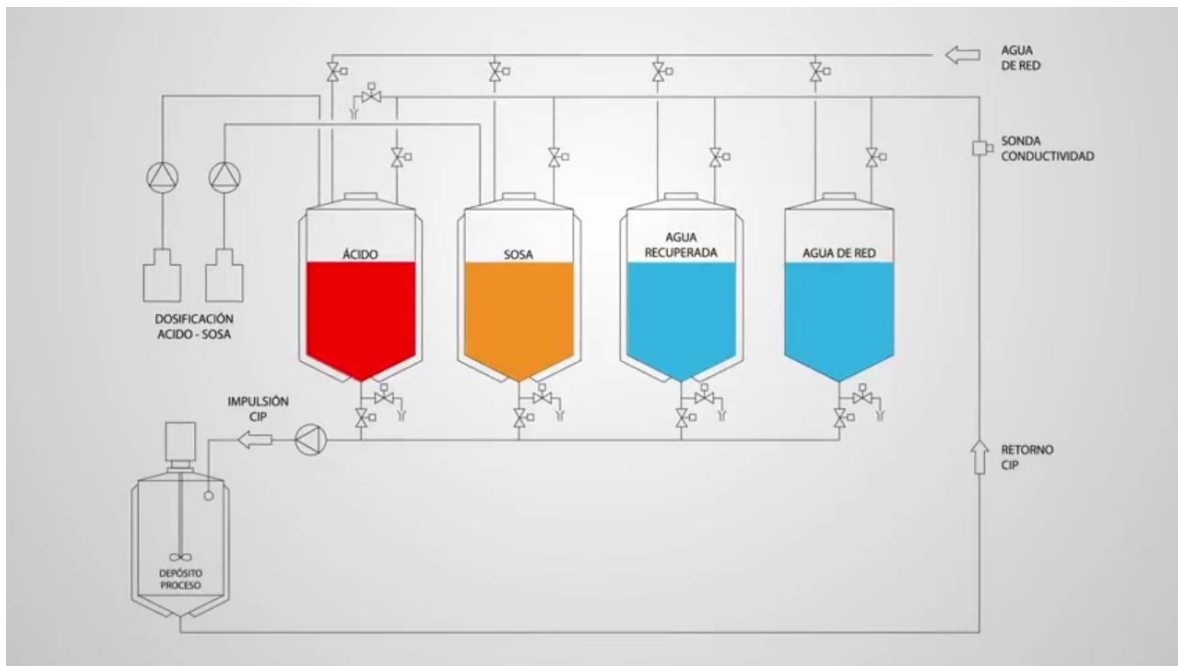 AGUA
DE RED
SONDA
CONDUCTIVIDAD
ÁCIDO
SOSA
AGUA
RECUPERADA
AGUA DE RED
DOSIFICACIÓN
ACIDO - SOSA
IMPULSIÓN
CIP
RETORNO
CIP
DEPÓSITO
PROCESO